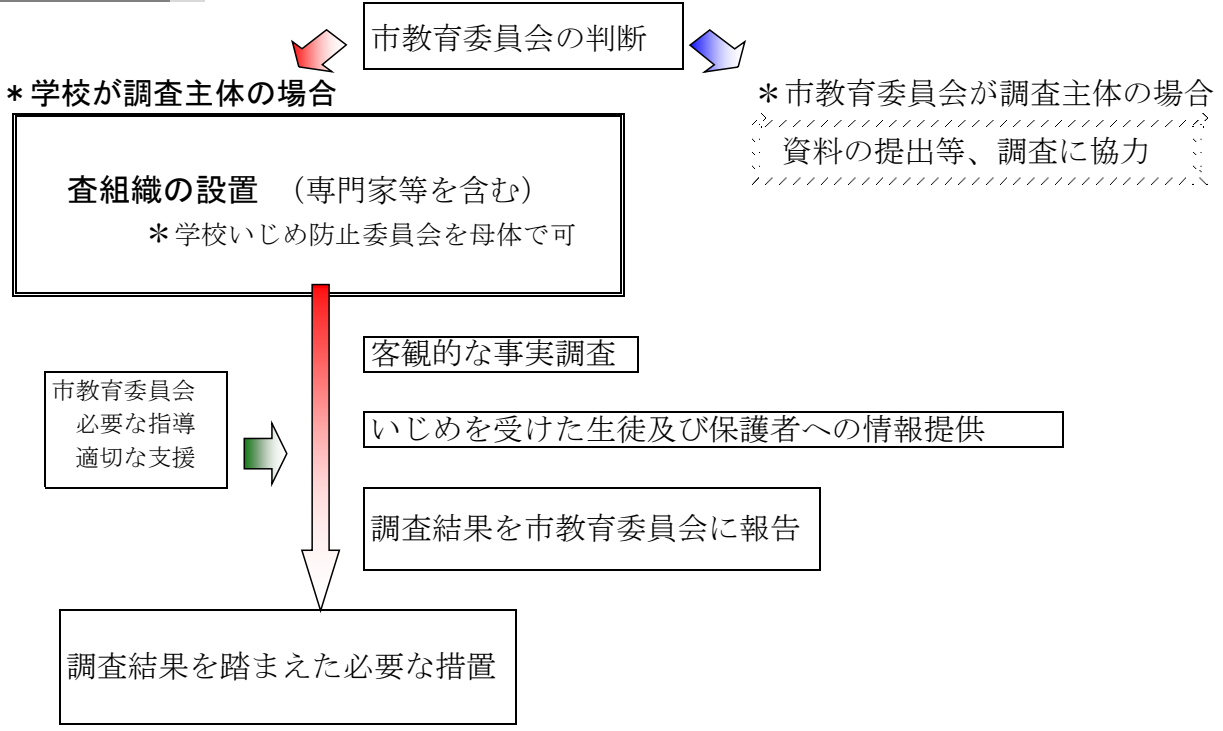 市教育委員会の判断
＊学校が調査主体の場合
査組織の設置　（専門家等を含む）
＊学校いじめ防止委員会を母体で可
＊市教育委員会が調査主体の場合
資料の提出等、調査に協力
客観的な事実調査
市教育委員会
必要な指導
適切な支援
いじめを受けた生徒及び保護者への情報提供
調査結果を市教育委員会に報告
調査結果を踏まえた必要な措置